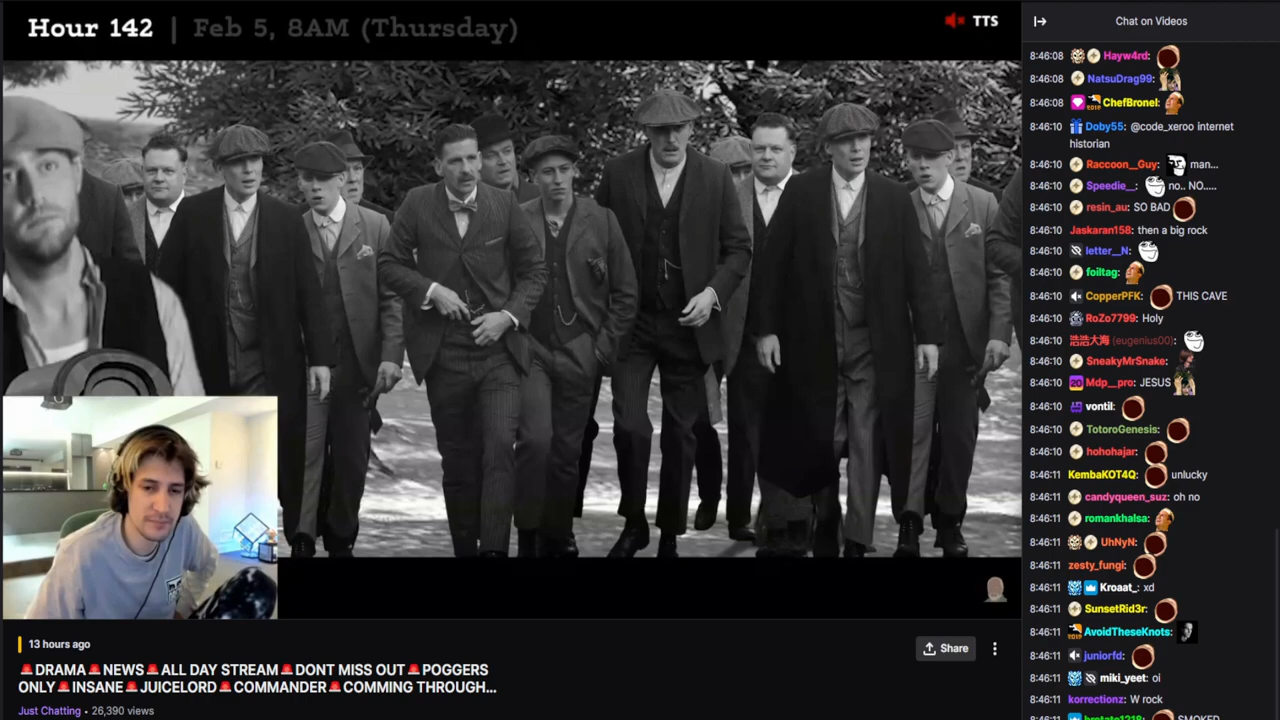 Hour 142 | Feb 5, 8AM (Thursday)
TTS
13 hours ago
Share
🚨DRAMA🚨NEWS🚨ALL DAY STREAM🚨DONT MISS OUT🚨POGGERS
ONLY🚨INSANE🚨JUICELORD🚨COMMANDER🚨COMMING THROUGH...
Just Chatting • 26,390 views
Chat on Videos
8:46:08 Hayw4rd:
8:46:08 NatsuDrag99:
8:46:08 ChefBronel:
8:46:10 Doby55: @code_xeroo internet
historian
8:46:10 Raccoon__Guy: man...
8:46:10 Speedie__: no.. NO.....
8:46:10 resin_au: SO BAD
8:46:10 Jaskaran158: then a big rock
8:46:10 letter__N:
8:46:10 foiltag:
8:46:10 CopperPFK: THIS CAVE
8:46:10 RoZo7799: Holy
8:46:10 浩浩大海 (eugenius00):
8:46:10 SneakyMrSnake:
8:46:10 20 Mdp__pro: JESUS
8:46:10 vontil:
8:46:10 TotoroGenesis:
8:46:10 hohohajar:
8:46:11 KembaKOT4Q: unlucky
8:46:11 candyqueen_suz: oh no
8:46:11 romankhalsa:
8:46:11 UhNyN:
8:46:11 zesty_fungi:
8:46:11 Kroaat_: xd
8:46:11 SunsetRid3r:
8:46:11 AvoidTheseKnots:
8:46:11 juniorfd:
8:46:11 miki_yeet: oi
8:46:11 korrectionz: W rock